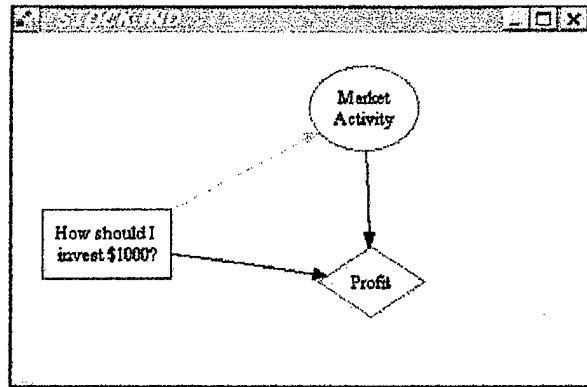 Market
Activity
How should I
invest $1000?
Profit